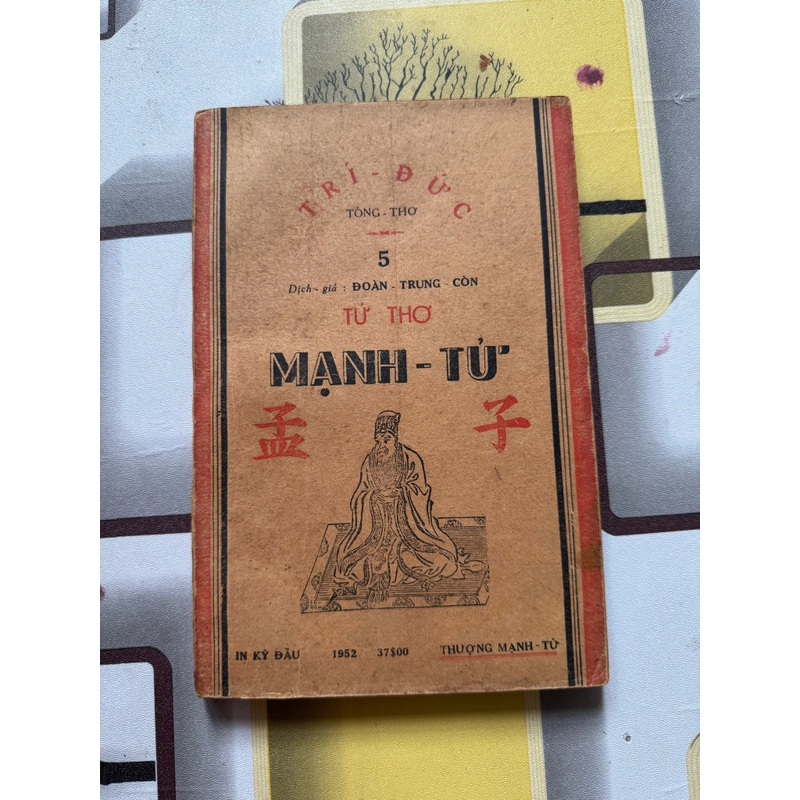 TRÍ - ĐỨC
TÒNG - THƠ
5
Dịch - giả : ĐOÀN - TRUNG - CÒN
TỨ THƠ
MẠNH - TỬ
孟 子
IN KỲ ĐẦU 1952 37$00 THƯỢNG MẠNH - TỬ